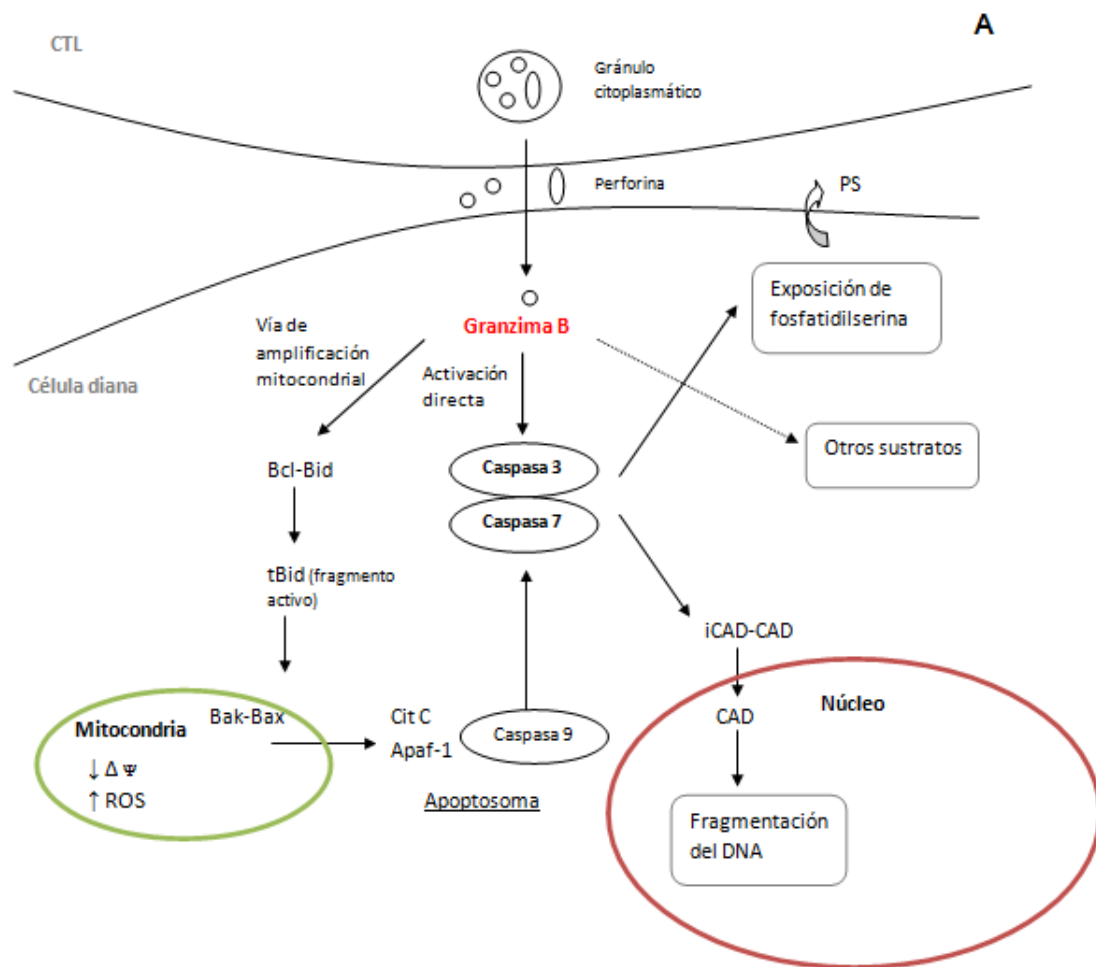 A
CTL
Gránulo
citoplasmático
Perforina
PS
Exposición de
fosfatidilserina
Granzima B
Vía de
amplificación
mitocondrial
Activación
directa
Célula diana
Otros sustratos
Bcl-Bid
Caspasa 3
Caspasa 7
tBid (fragmento
activo)
iCAD-CAD
Mitocondria
Bak-Bax
↓ Δ Ψ
↑ ROS
Cit C
Apaf-1
Caspasa 9
Apoptosoma
Núcleo
CAD
Fragmentación
del DNA